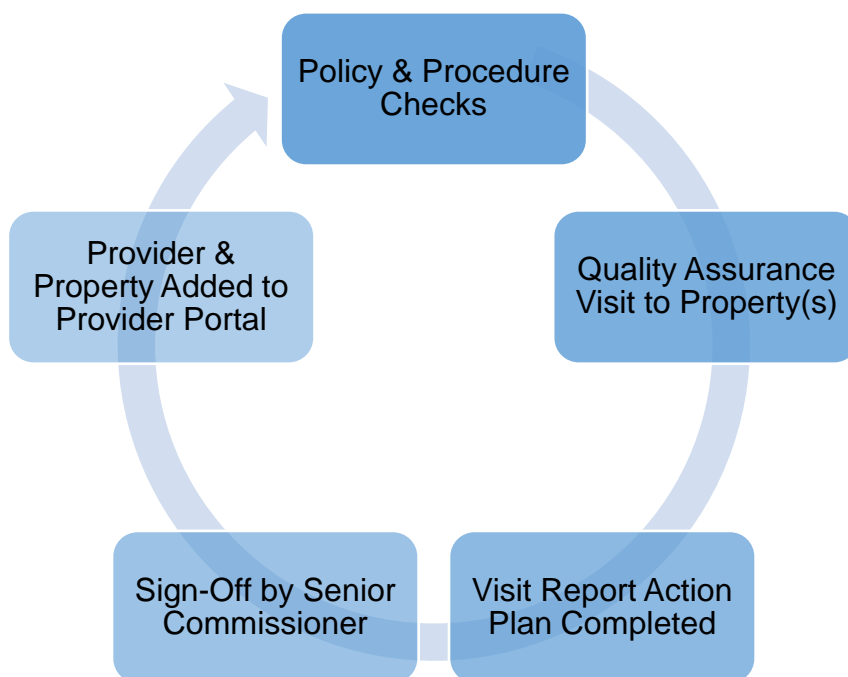 Policy & Procedure
Checks
Quality Assurance
Visit to Property(s)
Visit Report Action
Plan Completed
Sign-Off by Senior
Commissioner
Provider &
Property Added to
Provider Portal